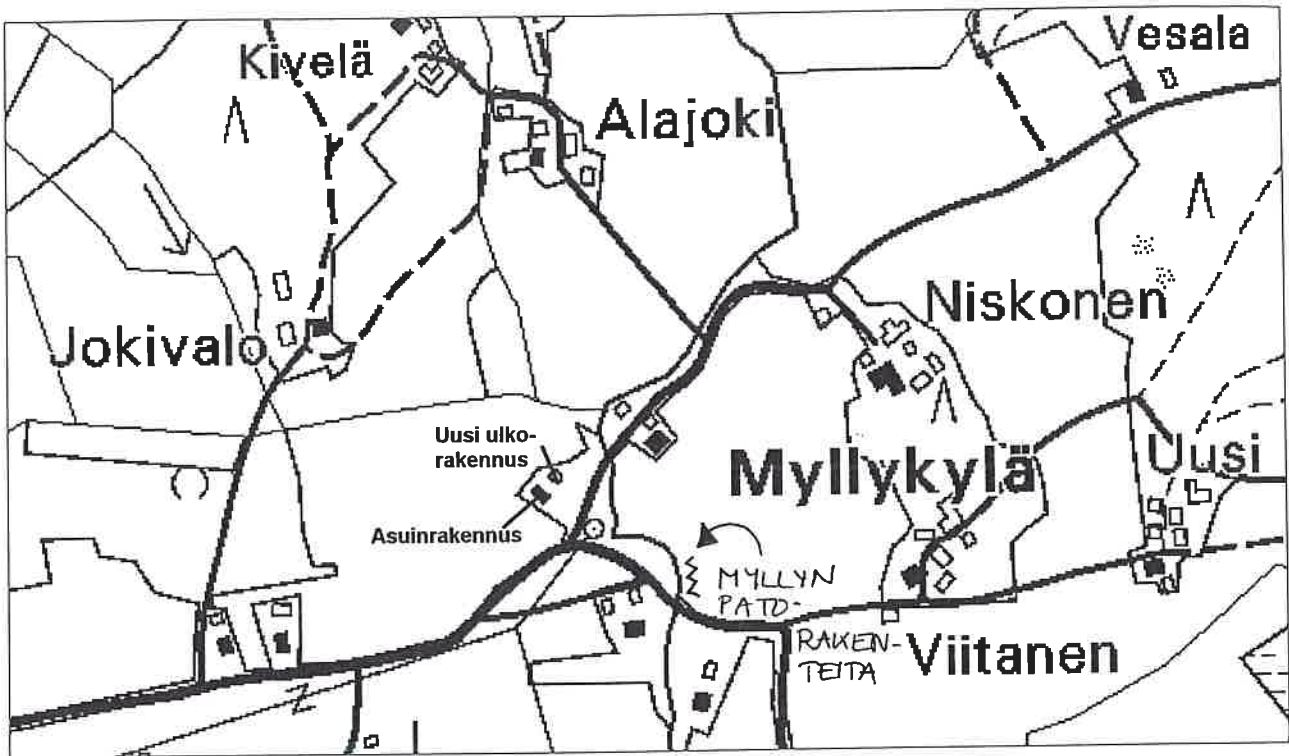 Kivelä
Vesala
Alajoki
Niskonen
Jokivalo
Uusi ulko-
rakennus
Myllykylä
Uusi
Asuinrakennus
MYLLYN
PATO-
RAKEN-
TEITA
Viitanen